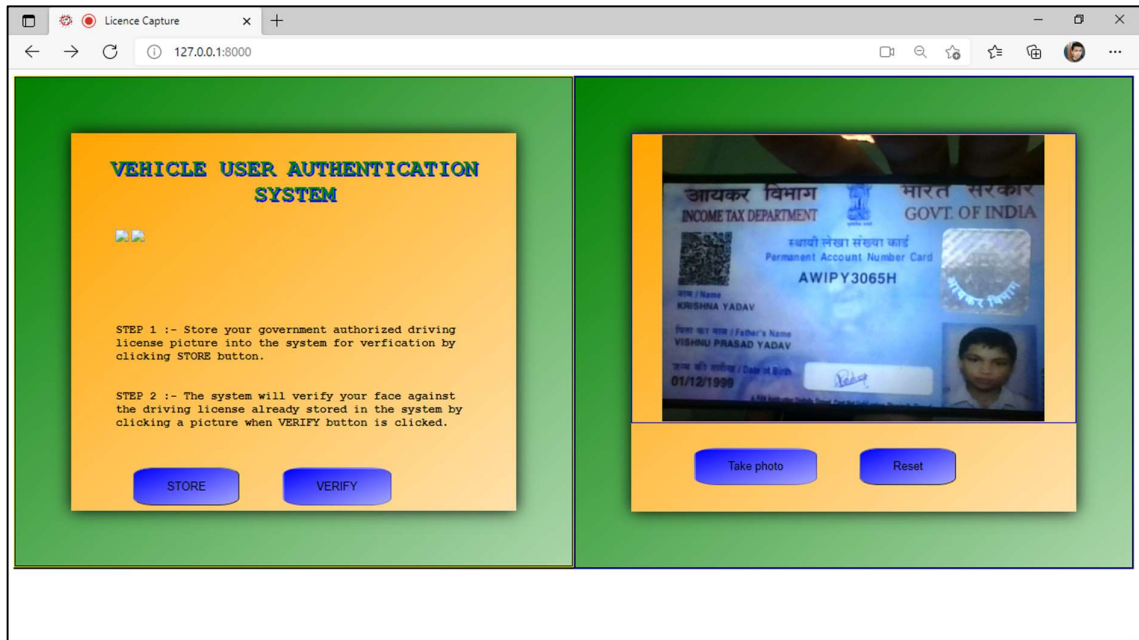 Licence Capture
127.0.0.1:8000
VEHICLE USER AUTHENTICATION
SYSTEM
STEP 1 :- Store your government authorized driving
license picture into the system for verfication by
clicking STORE button.
STEP 2 :- The system will verify your face against
the driving license already stored in the system by
clicking a picture when VERIFY button is clicked.
STORE
VERIFY
आयकर विभाग
INCOME TAX DEPARTMENT
भारत सरकार
GOVT. OF INDIA
स्थायी लेखा संख्या कार्ड
Permanent Account Number Card
AWIPY3065H
नाम / Name
KRISHNA YADAV
पिता का नाम / Father's Name
VISHNU PRASAD YADAV
जन्म की तारीख / Date of Birth
01/12/1999
आयकर विभाग
Take photo
Reset